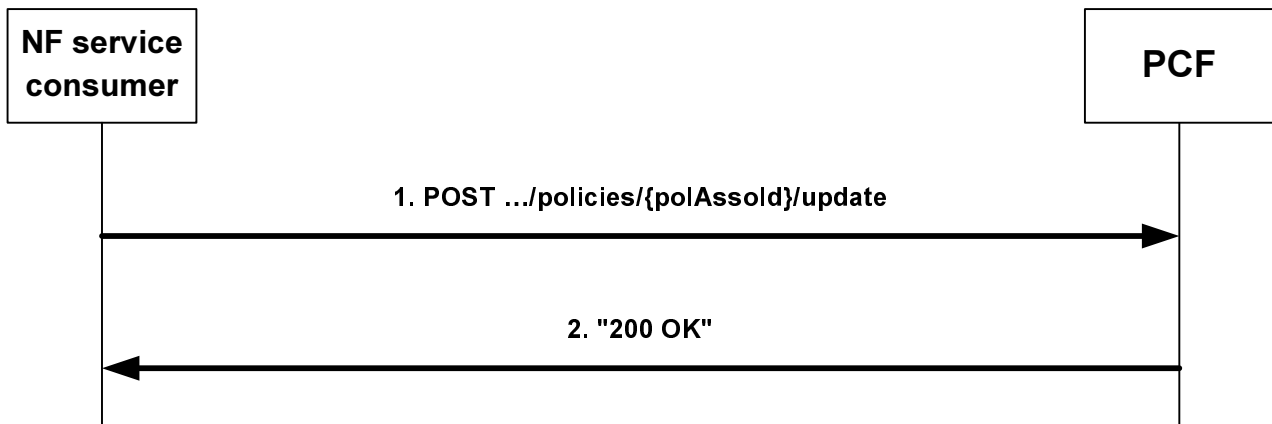 NF service
consumer
PCF
1. POST .../policies/{polAssoId}/update
2. "200 OK"